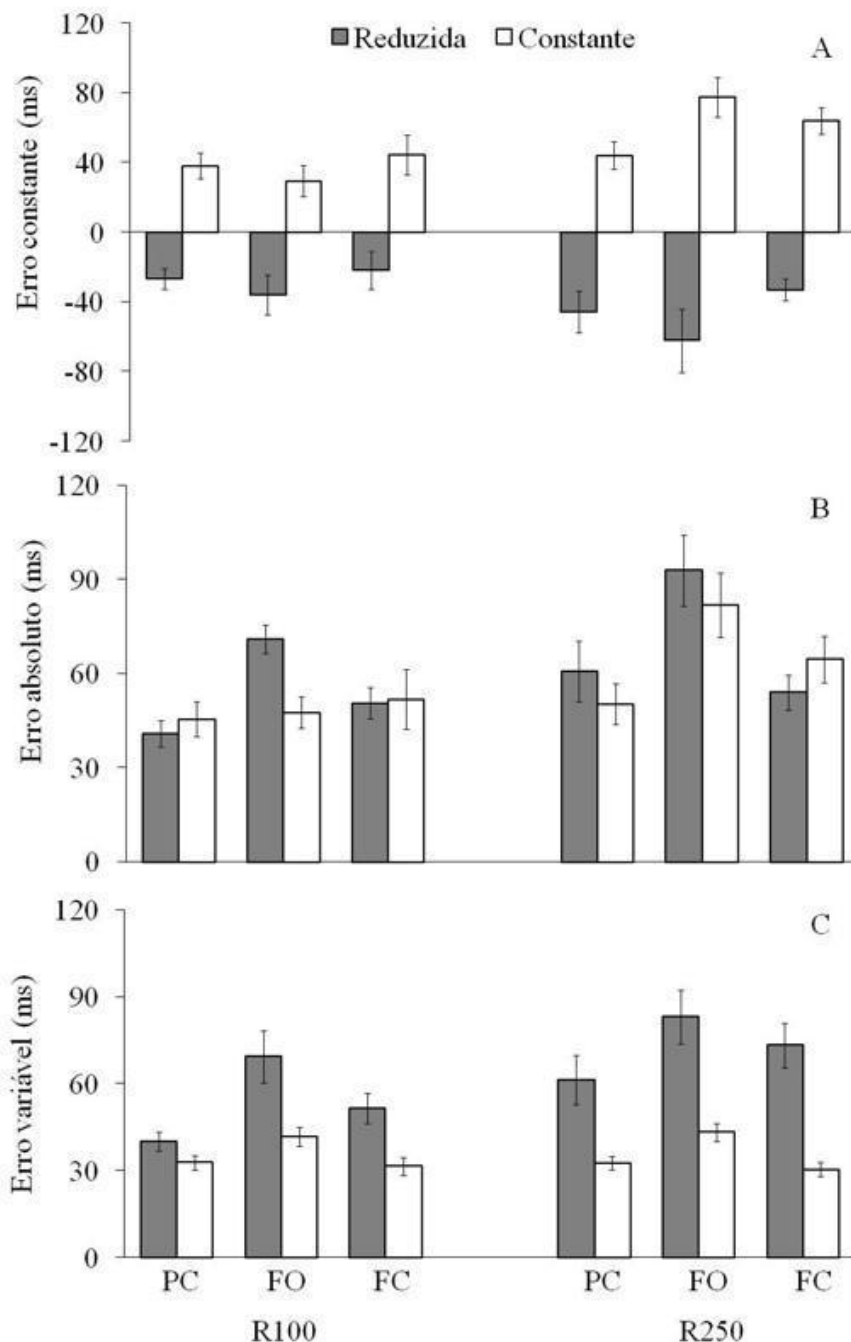 120
Reduzida Constante
A
80
40
0
-40
-80
-120
Erro constante (ms)
120
B
90
60
30
0
Erro absoluto (ms)
120
C
90
60
30
0
Erro variável (ms)
PC FO FC PC FO FC
R100 R250